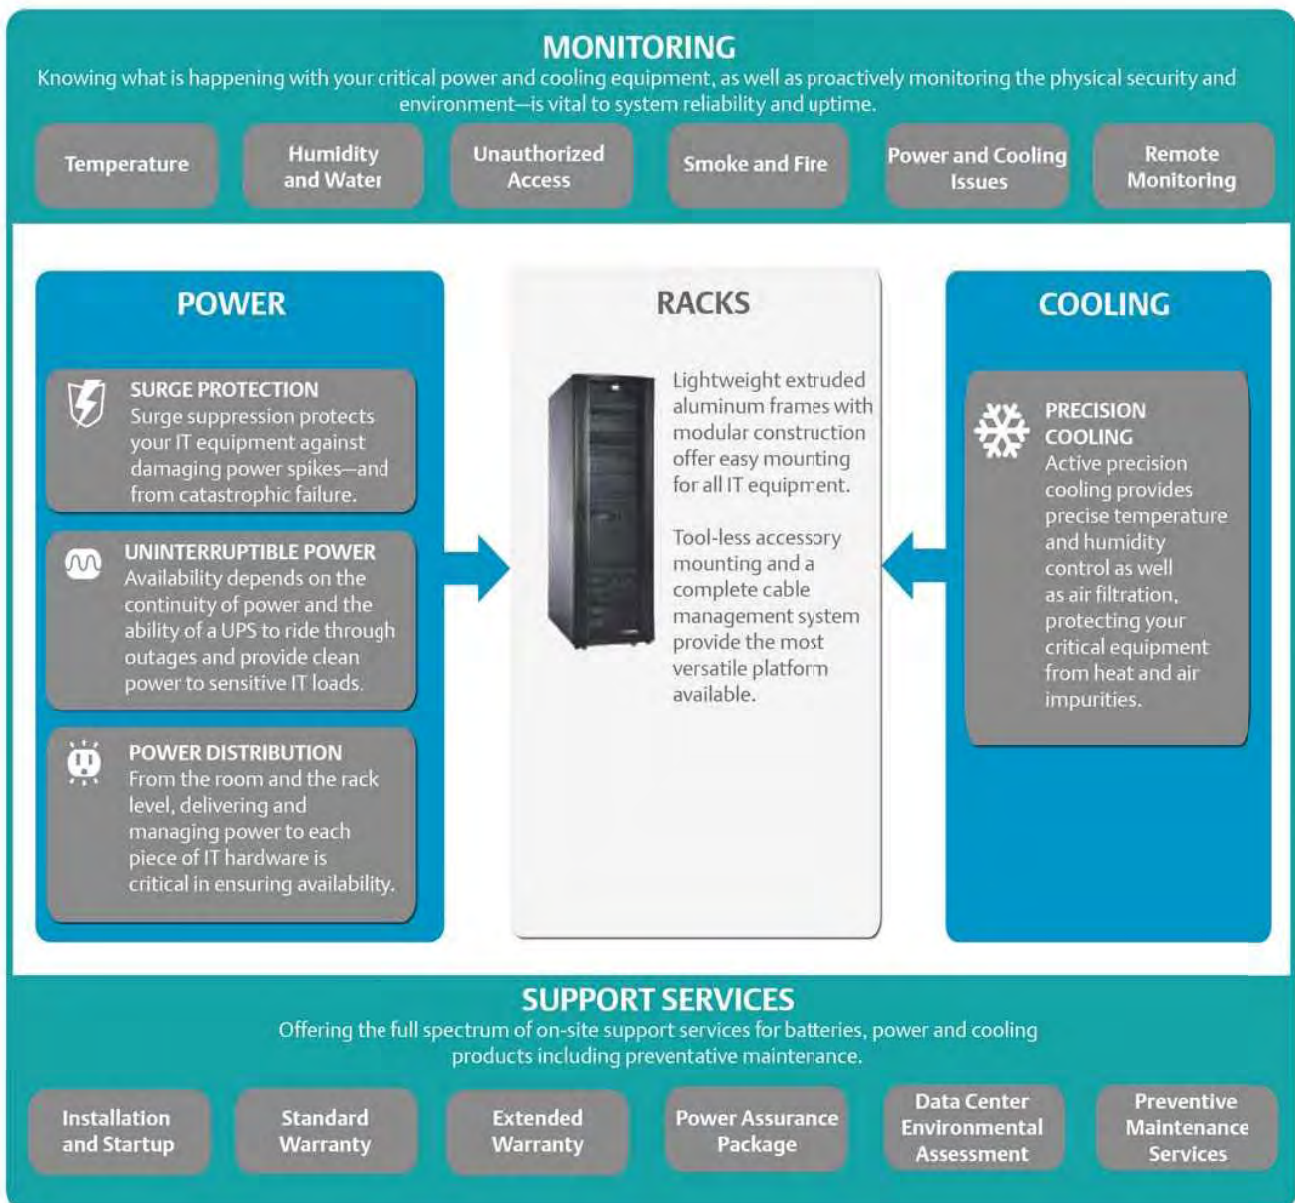 MONITORING
Knowing what is happening with your critical power and cooling equipment, as well as proactively monitoring the physical security and
environment—is vital to system reliability and uptime.
Temperature
Humidity
and Water
Unauthorized
Access
Smoke and Fire
Power and Cooling
Issues
Remote
Monitoring
POWER
SURGE PROTECTION
Surge suppression protects
your IT equipment against
damaging power spikes—and
from catastrophic failure.
UNINTERRUPTIBLE POWER
Availability depends on the
continuity of power and the
ability of a UPS to ride through
outages and provide clean
power to sensitive IT loads.
POWER DISTRIBUTION
From the room and the rack
level, delivering and
managing power to each
piece of IT hardware is
critical in ensuring availability.
RACKS
Lightweight extruded
aluminum frames with
modular construction
offer easy mounting
for all IT equipment.
Tool-less accessory
mounting and a
complete cable
management system
provide the most
versatile platform
available.
COOLING
PRECISION
COOLING
Active precision
cooling provides
precise temperature
and humidity
control as well
as air filtration,
protecting your
critical equipment
from heat and air
impurities.
SUPPORT SERVICES
Offering the full spectrum of on-site support services for batteries, power and cooling
products including preventative maintenance.
Installation
and Startup
Standard
Warranty
Extended
Warranty
Power Assurance
Package
Data Center
Environmental
Assessment
Preventive
Maintenance
Services